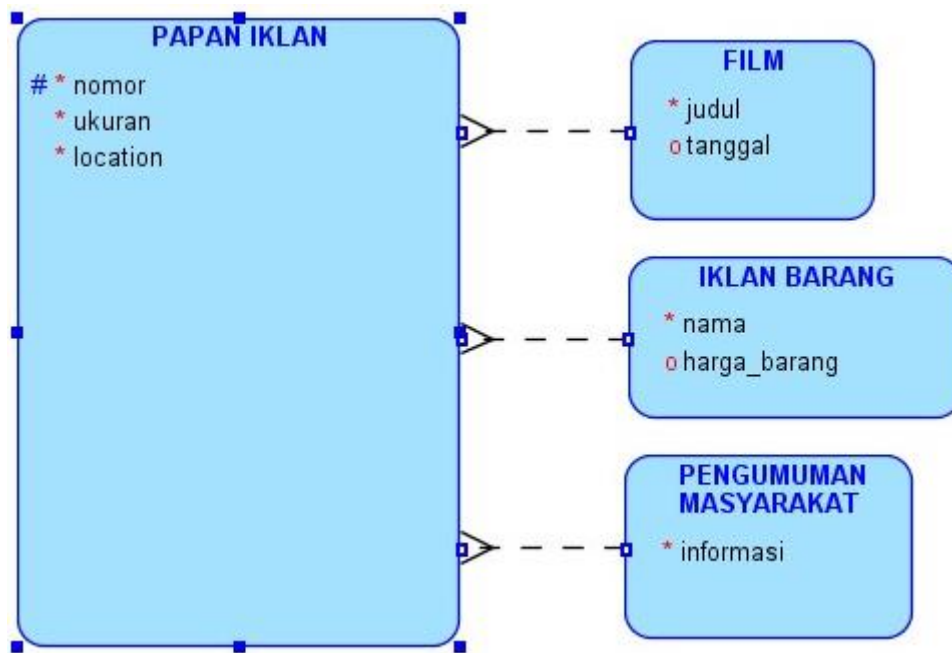 PAPAN IKLAN
# * nomor
* ukuran
* location
FILM
* judul
o tanggal
IKLAN BARANG
* nama
o harga_barang
PENGUMUMAN
MASYARAKAT
* informasi